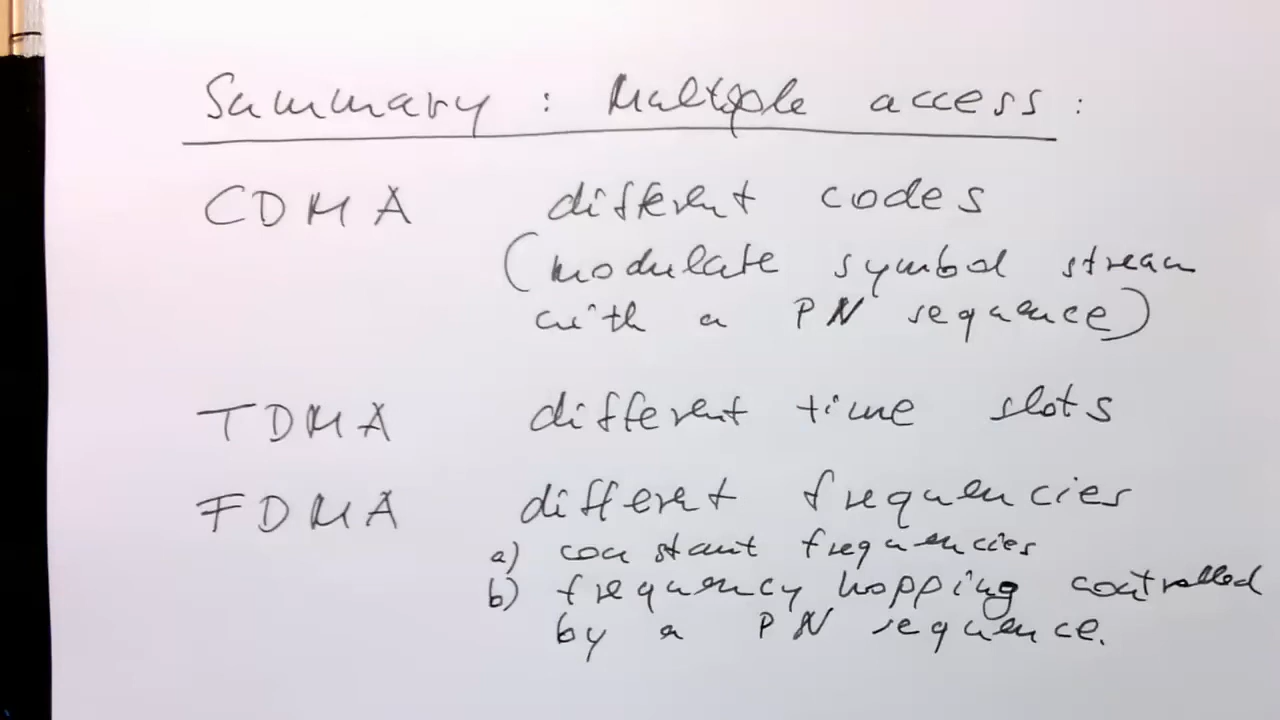 Summary : Multiple access :
CDMA different codes
(modulate symbol stream
with a PN sequence)
TDMA different time slots
FDMA different frequencies
a) constant frequencies
b) frequency hopping controlled
by a PN sequence.